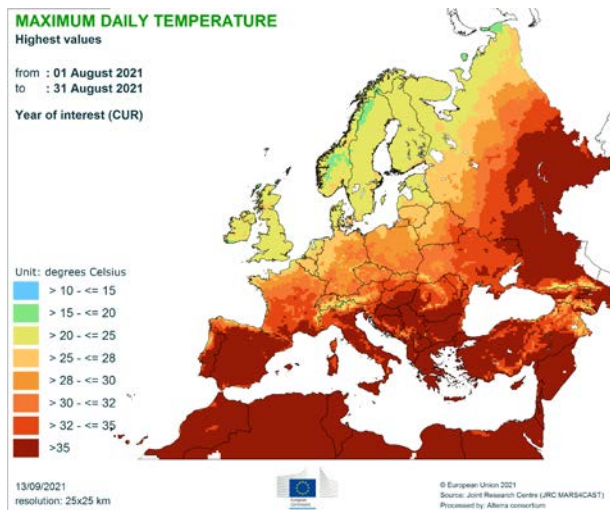 MAXIMUM DAILY TEMPERATURE
Highest values
from : 01 August 2021
to : 31 August 2021
Year of interest (CUR)
Unit: degrees Celsius
> 10 - <= 15
> 15 - <= 20
> 20 - <= 25
> 25 - <= 28
> 28 - <= 30
> 30 - <= 32
> 32 - <= 35
>35
13/09/2021
resolution: 25x25 km
© European Union 2021
Source: Joint Research Centre (JRC MARS4CAST)
Processed by: Alterra consortium